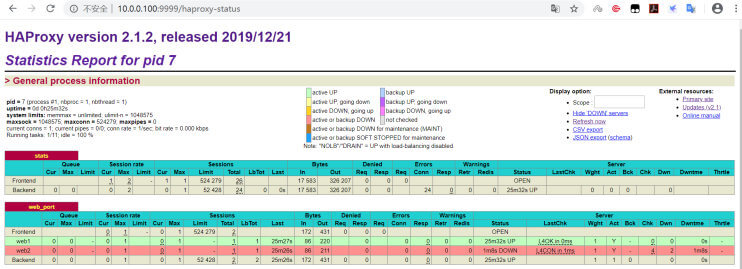 不安全 | 10.0.0.100:9999/haproxy-status
HAProxy version 2.1.2, released 2019/12/21
Statistics Report for pid 7
> General process information
pid = 7 (process #1, nbproc = 1, nbthread = 1)
uptime = 0d 0h25m32s
system limits: memmax = unlimited; ulimit-n = 1048575
maxsock = 1048575; maxconn = 524279; maxpipes = 0
current conns = 1; current pipes = 0/0; conn rate = 1/sec; bit rate = 0.000 kbps
Running tasks: 1/11; idle = 100 %
active UP backup UP
active UP, going down backup UP, going down
active DOWN, going up backup DOWN, going up
active or backup DOWN not checked
active or backup DOWN for maintenance (MAINT)
active or backup SOFT STOPPED for maintenance
Note: "NOLB"/"DRAIN" = UP with load-balancing disabled.
Display option:
Scope :
Hide 'DOWN' servers
Refresh now
CSV export
JSON export (schema)
External resources:
Primary site
Updates (v2.1)
Online manual
stats
Queue Session rate Sessions Bytes Denied Errors Warnings Server
Cur Max Limit Cur Max Limit Cur Max Limit Total LbTot Last In Out Req Resp Req Conn Resp Retr Redis Status LastChk Wght Act Bck Chk Dwn Dwntme Thrtle
Frontend 1 2 - 1 1 524 279 26 17 583 326 207 0 0 0 OPEN
Backend 0 0 0 2 0 1 52 428 24 0 0s 17 583 326 207 0 0 24 0 0 0 25m32s UP 0 0 0 0
web_port
Queue Session rate Sessions Bytes Denied Errors Warnings Server
Cur Max Limit Cur Max Limit Cur Max Limit Total LbTot Last In Out Req Resp Req Conn Resp Retr Redis Status LastChk Wght Act Bck Chk Dwn Dwntme Thrtle
Frontend 0 1 - 0 1 524 279 2 172 431 0 0 0 OPEN
web1 0 0 - 0 1 0 1 - 1 1 25m27s 86 220 0 0 0 0 0 25m32s UP L4OK in 0ms 1 Y - 0 0 0s -
web2 0 0 - 0 1 0 1 - 1 1 25m26s 86 211 0 0 0 0 0 1m8s DOWN L4CON in 1ms 1 Y - 4 2 1m8s -
Backend 0 0 0 1 0 1 52 428 2 2 25m26s 172 431 0 0 0 0 0 0 25m32s UP 1 1 0 0 0s